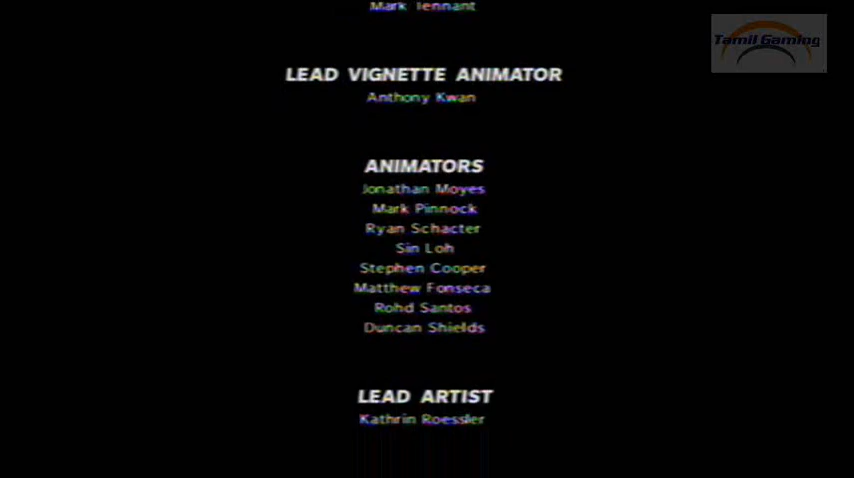 Mark Tennant
Tamil Gaming
LEAD VIGNETTE ANIMATOR
Anthony Kwan
ANIMATORS
Jonathan Moyes
Mark Pinnock
Ryan Schacter
Sin Loh
Stephen Cooper
Matthew Fonseca
Rohd Santos
Duncan Shields
LEAD ARTIST
Kathrin Roessler